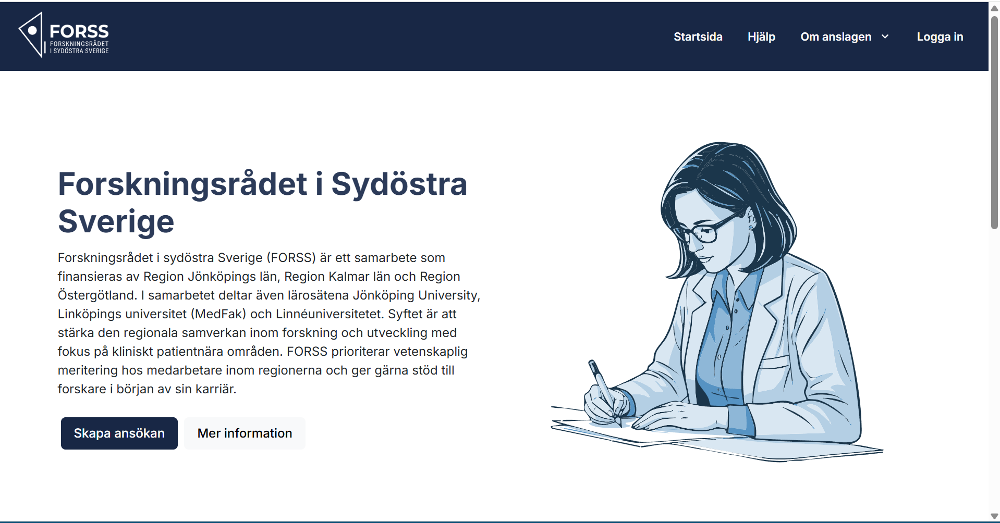 FORSS
FORSKNINGSRÅDET
I SYDÖSTRA SVERIGE
Startsida
Hjälp
Om anslagen
Logga in
Forskningsrådet i Sydöstra
Sverige
Forskningsrådet i sydöstra Sverige (FORSS) är ett samarbete som
finansieras av Region Jönköpings län, Region Kalmar län och Region
Östergötland. I samarbetet deltar även lärosätena Jönköping University,
Linköpings universitet (MedFak) och Linnéuniversitetet. Syftet är att
stärka den regionala samverkan inom forskning och utveckling med
fokus på kliniskt patientnära områden. FORSS prioriterar vetenskaplig
meritering hos medarbetare inom regionerna och ger gärna stöd till
forskare i början av sin karriär.
Skapa ansökan
Mer information